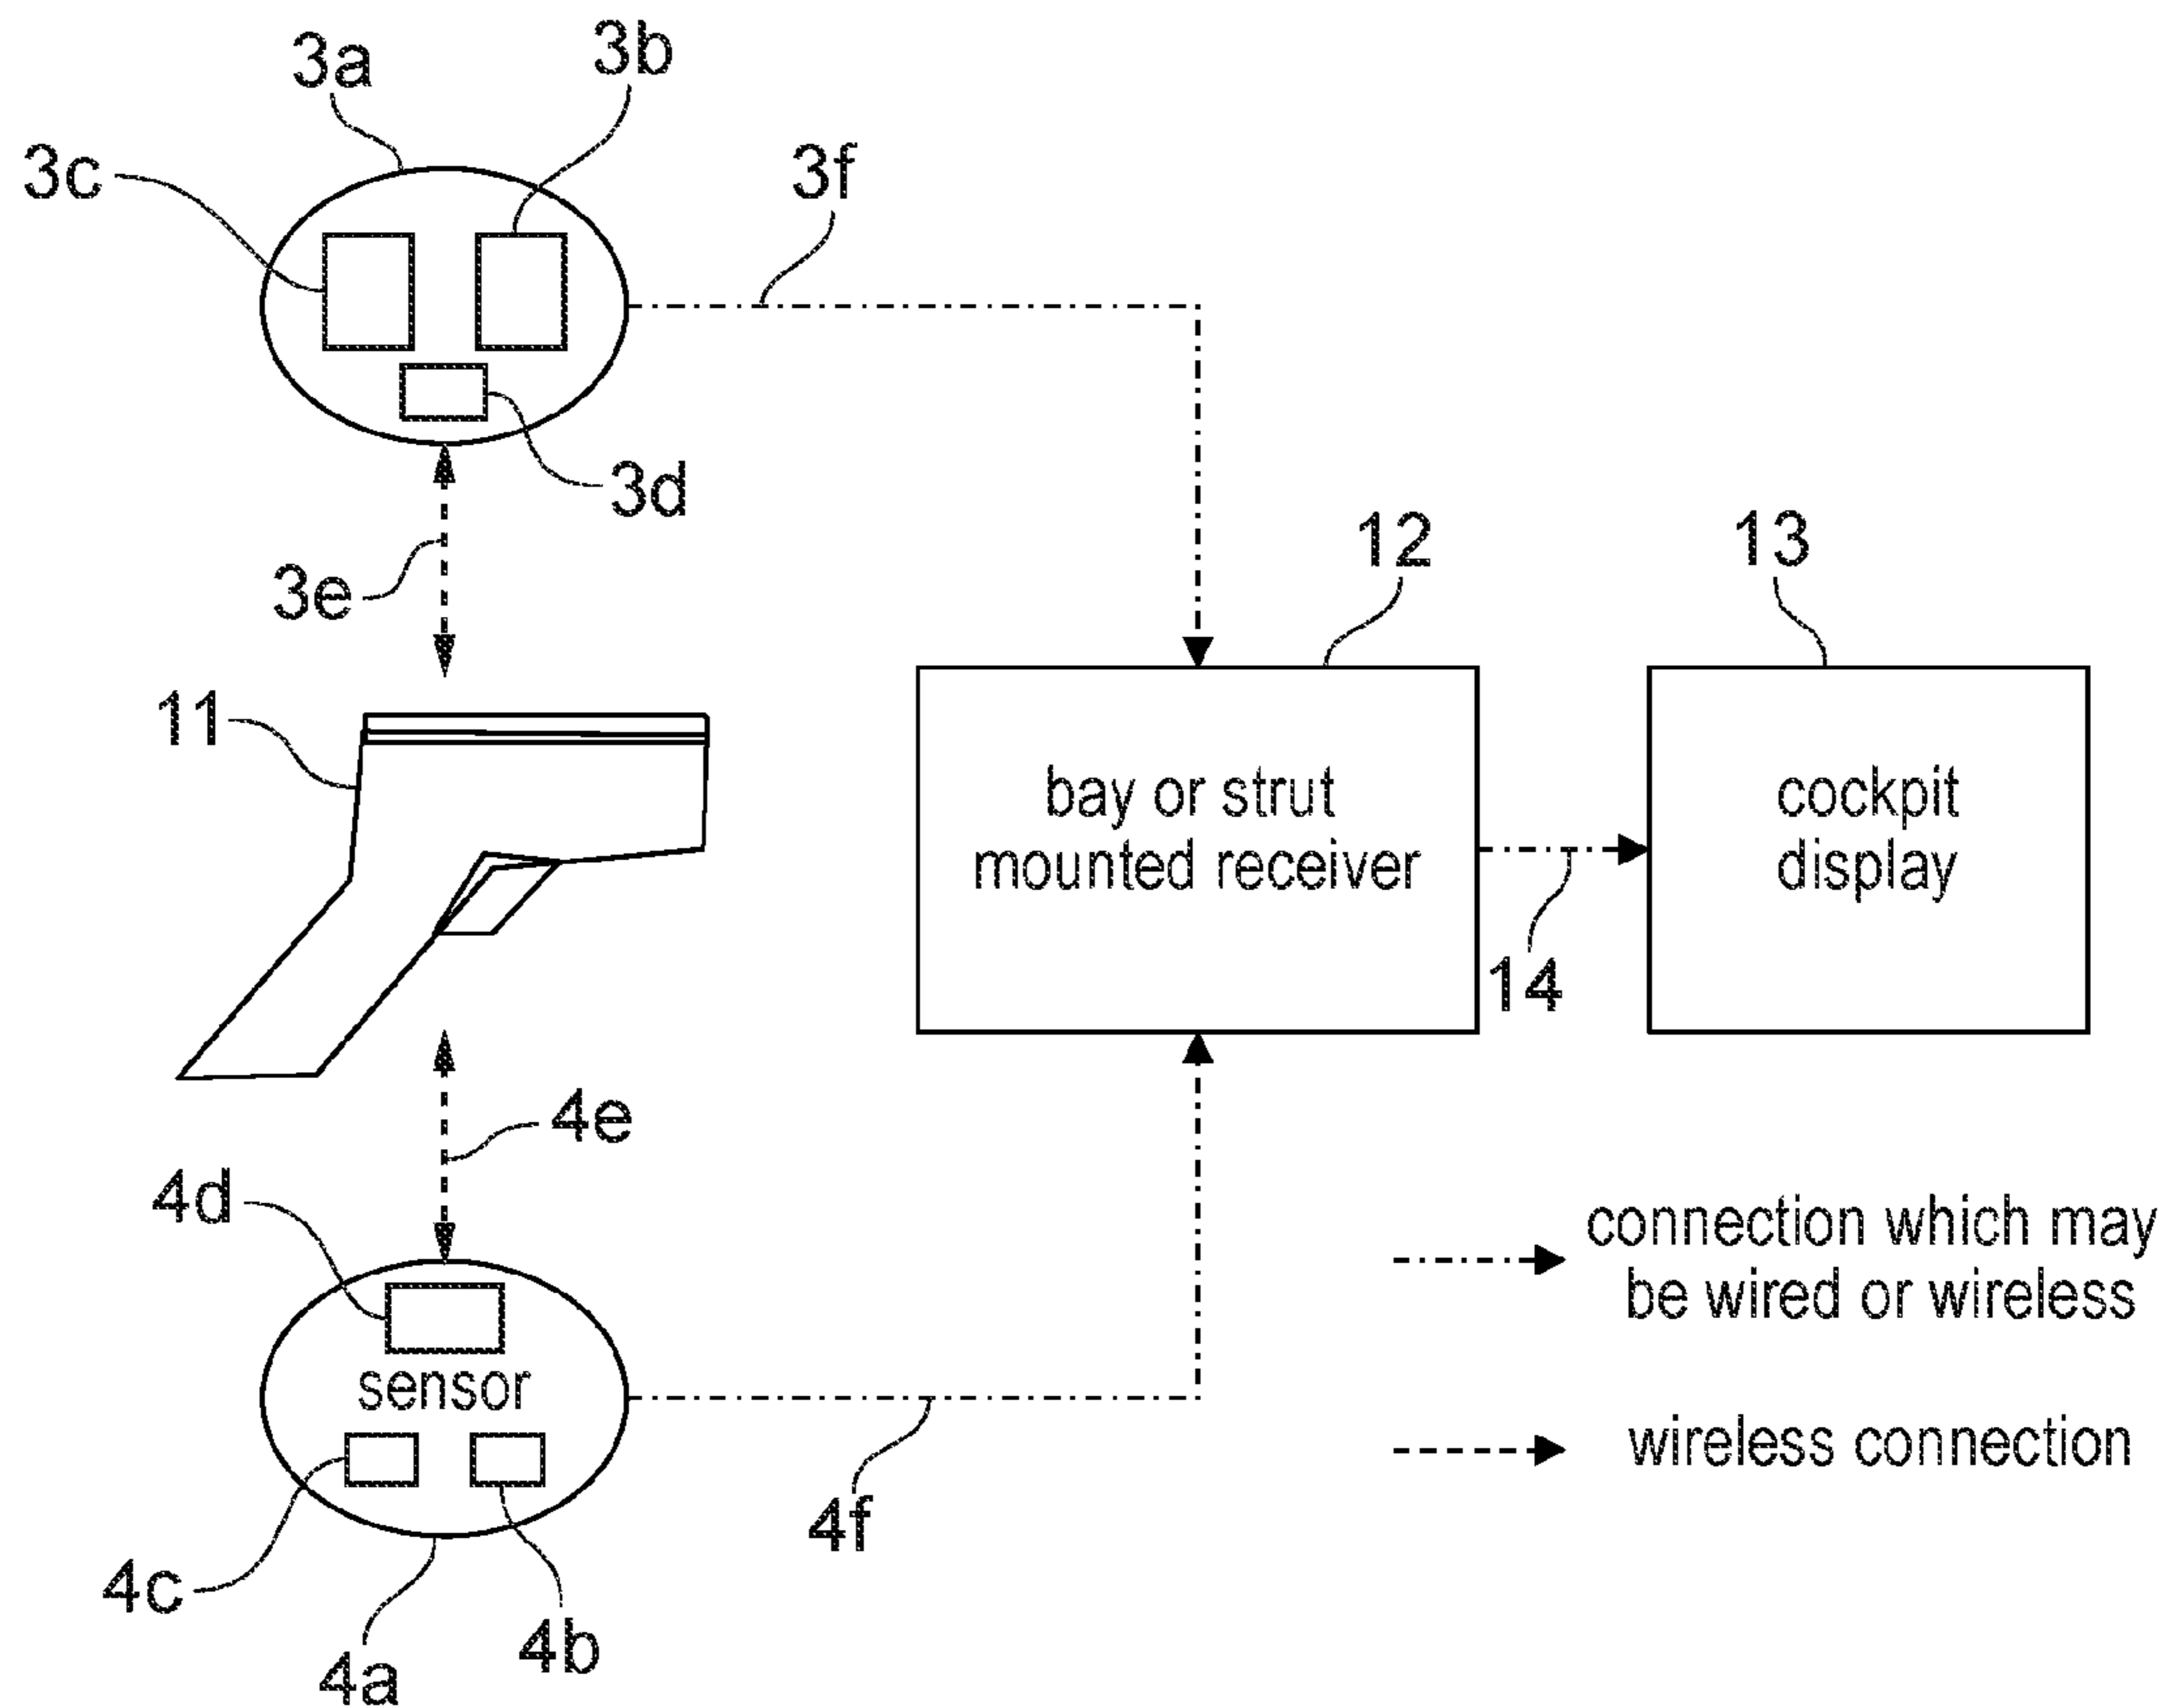 3a
3b
3c
3f
3d
3e
12
13
11
bay or strut
mounted receiver
cockpit
display
14
4e
4d
connection which may
be wired or wireless
sensor
wireless connection
4f
4c
4b
4a